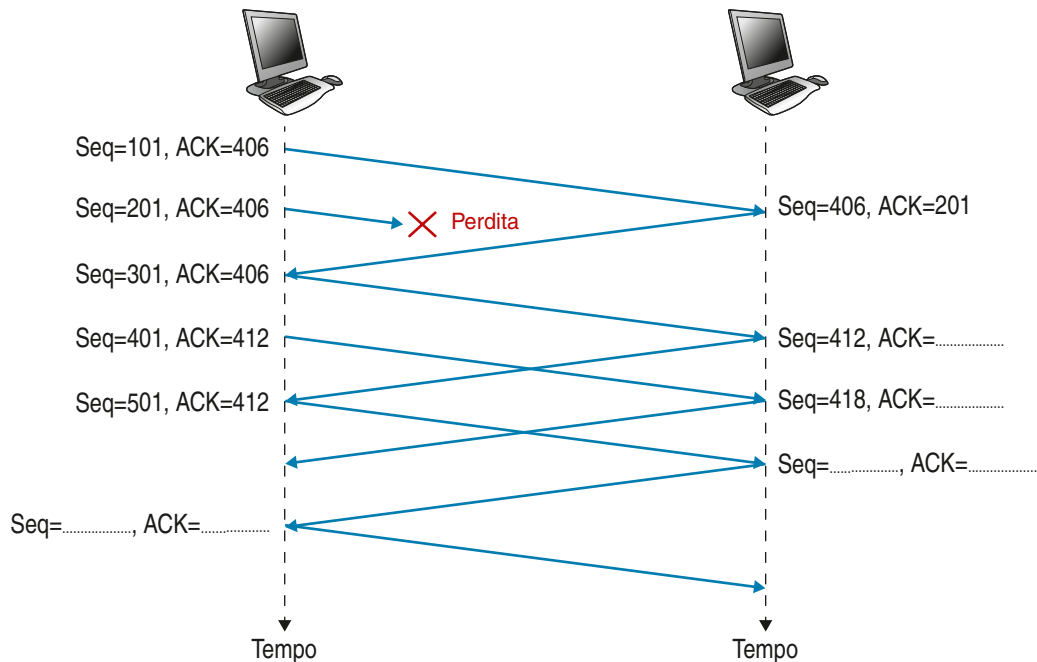 Seq=101, ACK=406
Seq=201, ACK=406
Perdita
Seq=406, ACK=201
Seq=301, ACK=406
Seq=401, ACK=412
Seq=412, ACK=....................
Seq=501, ACK=412
Seq=418, ACK=....................
Seq=...................., ACK=....................
Seq=...................., ACK=....................
Tempo
Tempo